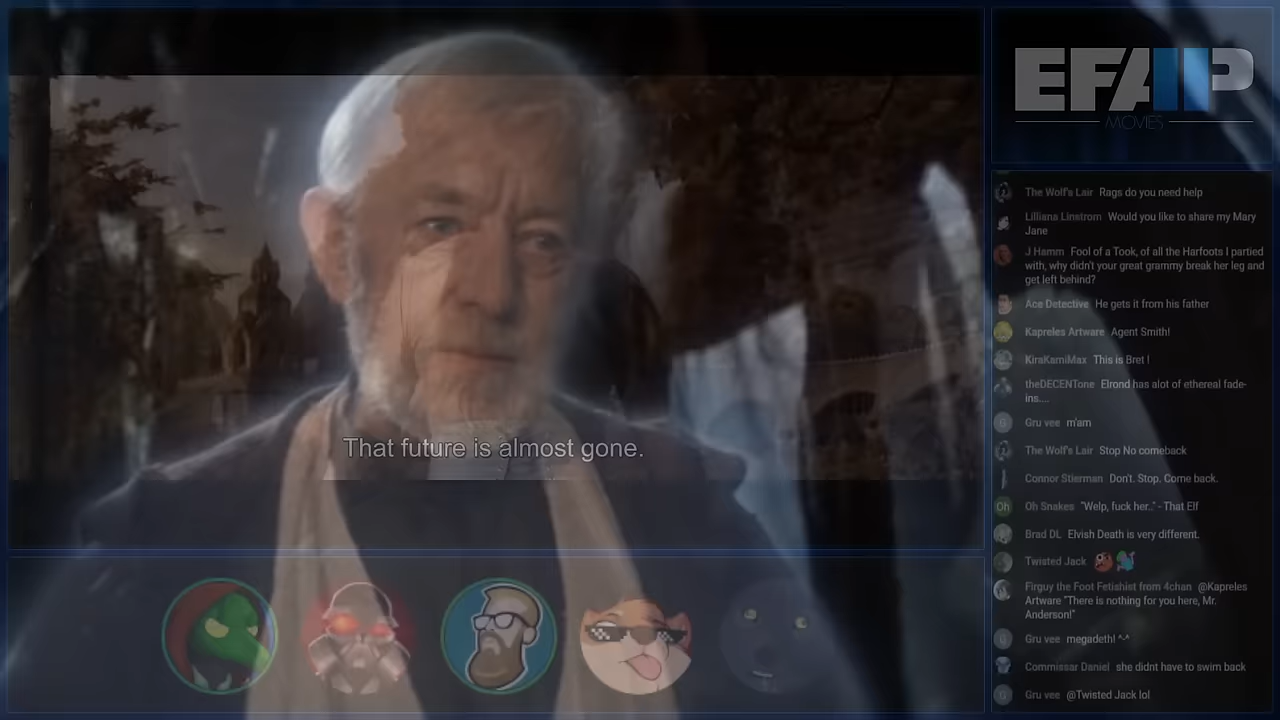 EFAP
MOVIES
The Wolf's Lair Rags do you need help
Lilliana Linstrom Would you like to share my Mary
Jane
J Hamm Fool of a Took, of all the Harfoots I partied
with, why didn't your great grammy break her leg and
get left behind?
Ace Detective He gets it from his father
Kapreles Artware Agent Smith!
KiraKamiMax This is Bret !
theDECENTone Elrond has alot of ethereal fade-
ins....
Gru vee m'am
The Wolf's Lair Stop No comeback
Connor Stierman Don't. Stop. Come back.
Oh Oh Snakes "Welp, fuck her.." - That Elf
Brad DL Elvish Death is very different.
Twisted Jack
Firguy the Foot Fetishist from 4chan @Kapreles
Artware "There is nothing for you here, Mr.
Anderson!"
G Gru vee megadeth! ^-^
Commissar Daniel she didnt have to swim back
G Gru vee @Twisted Jack lol
That future is almost gone.